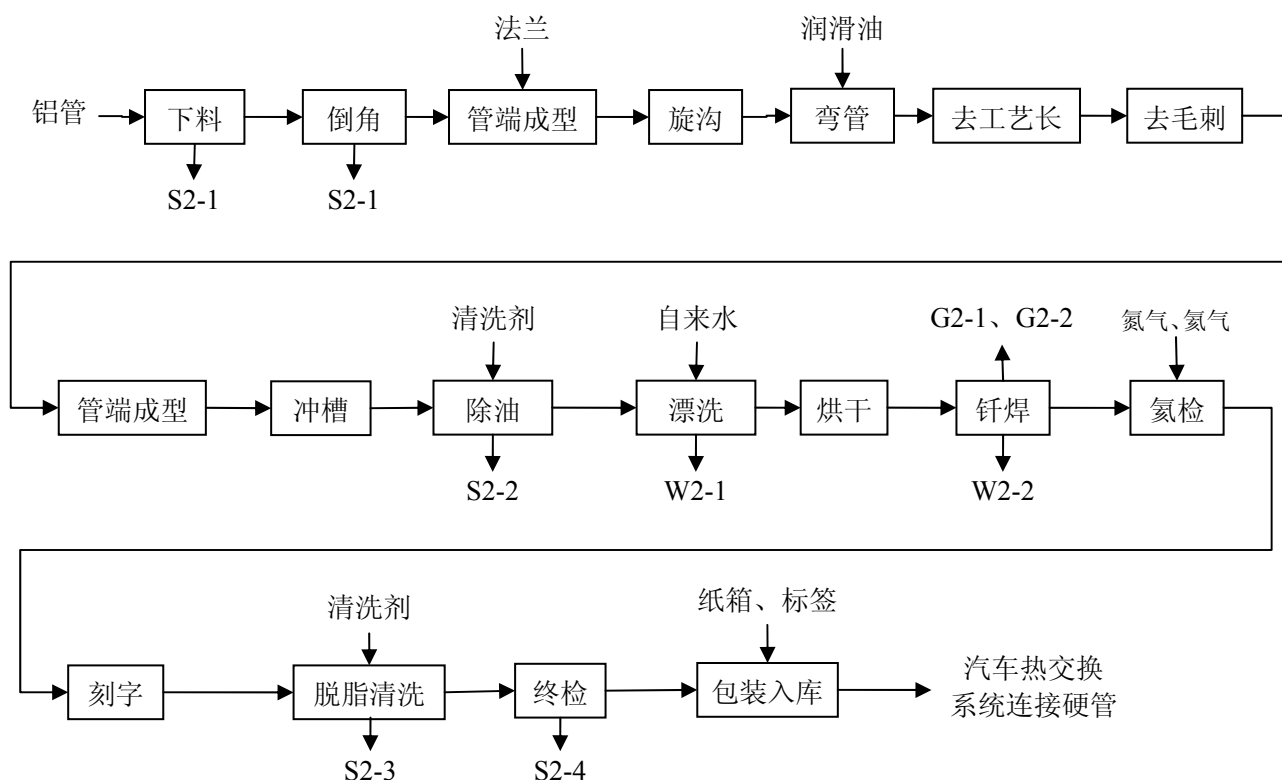 法兰
润滑油
铝管
下料
倒角
管端成型
旋沟
弯管
去工艺长
去毛刺
S2-1
S2-1
清洗剂
自来水
G2-1、G2-2
氮气、氦气
管端成型
冲槽
除油
漂洗
烘干
钎焊
氦检
S2-2
W2-1
W2-2
清洗剂
纸箱、标签
刻字
脱脂清洗
终检
包装入库
汽车热交换
系统连接硬管
S2-3
S2-4